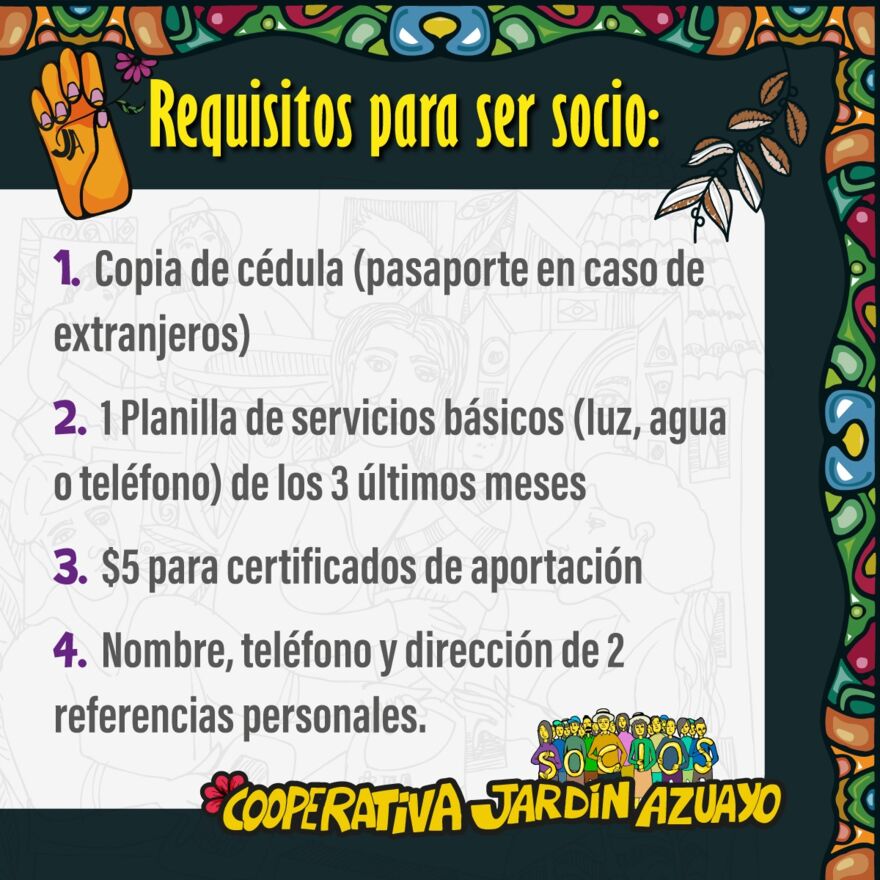 Requisitos para ser socio:
JA
1. Copia de cédula (pasaporte en caso de
extranjeros)
2. 1 Planilla de servicios básicos (luz, agua
o teléfono) de los 3 últimos meses
3. $5 para certificados de aportación
4. Nombre, teléfono y dirección de 2
referencias personales.
SOCIOS
COOPERATIVA JARDIN AZUAYO